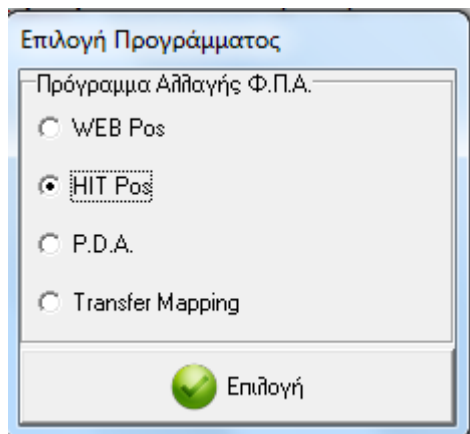 Επιλογή Προγράμματος
Πρόγραμμα Αλλαγής Φ.Π.Α.
WEB Pos
HIT Pos
P.D.A.
Transfer Mapping
Επιλογή